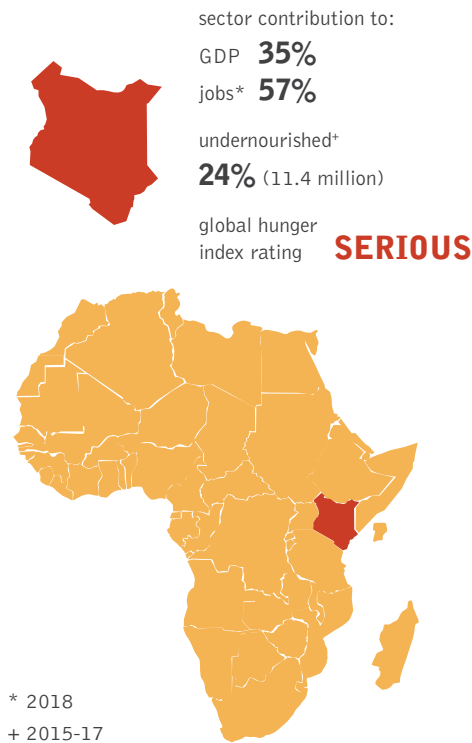 sector contribution to:
GDP 35%
jobs* 57%
undernourished+
24% (11.4 million)
global hunger
index rating SERIOUS
* 2018
+ 2015-17